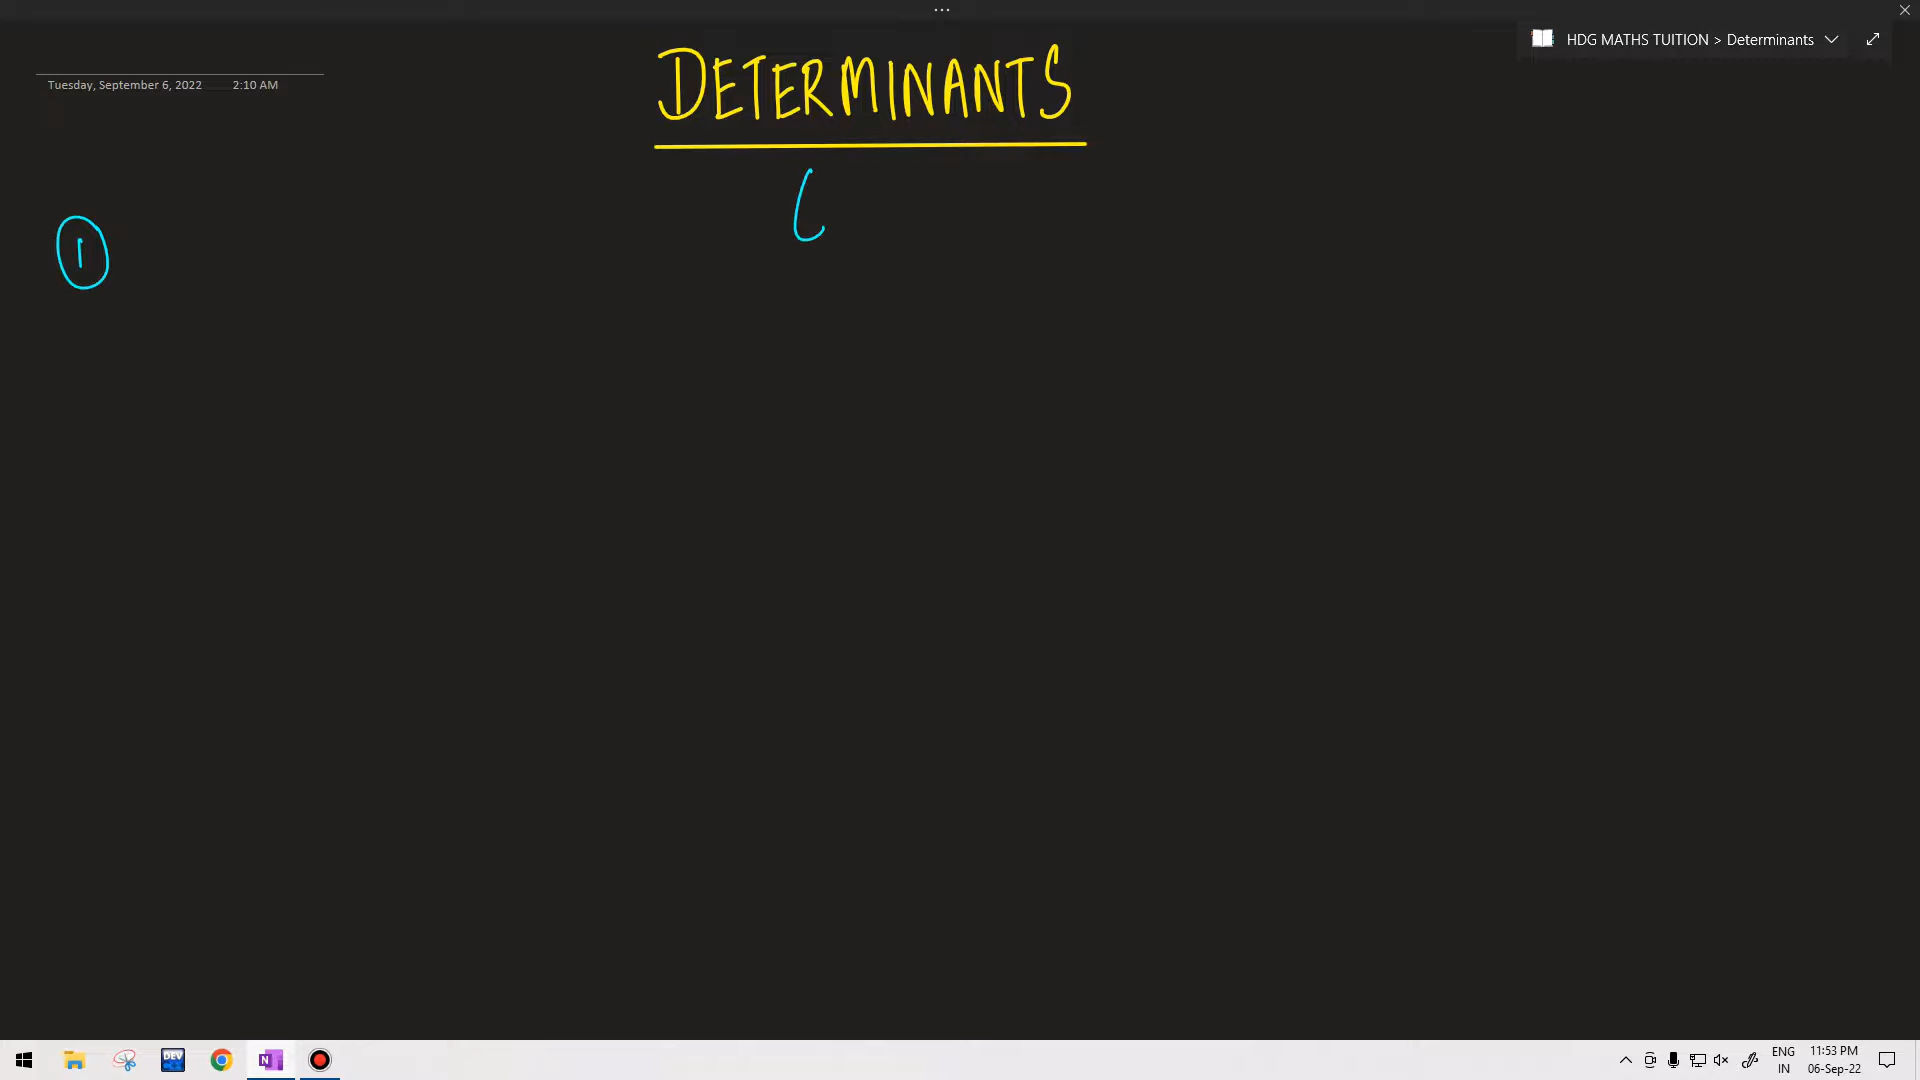 HDG MATHS TUITION > Determinants
DETERMINANTS
Tuesday, September 6, 2022 2:10 AM
(
1
DEV
N
ENG
IN
11:53 PM
06-Sep-22